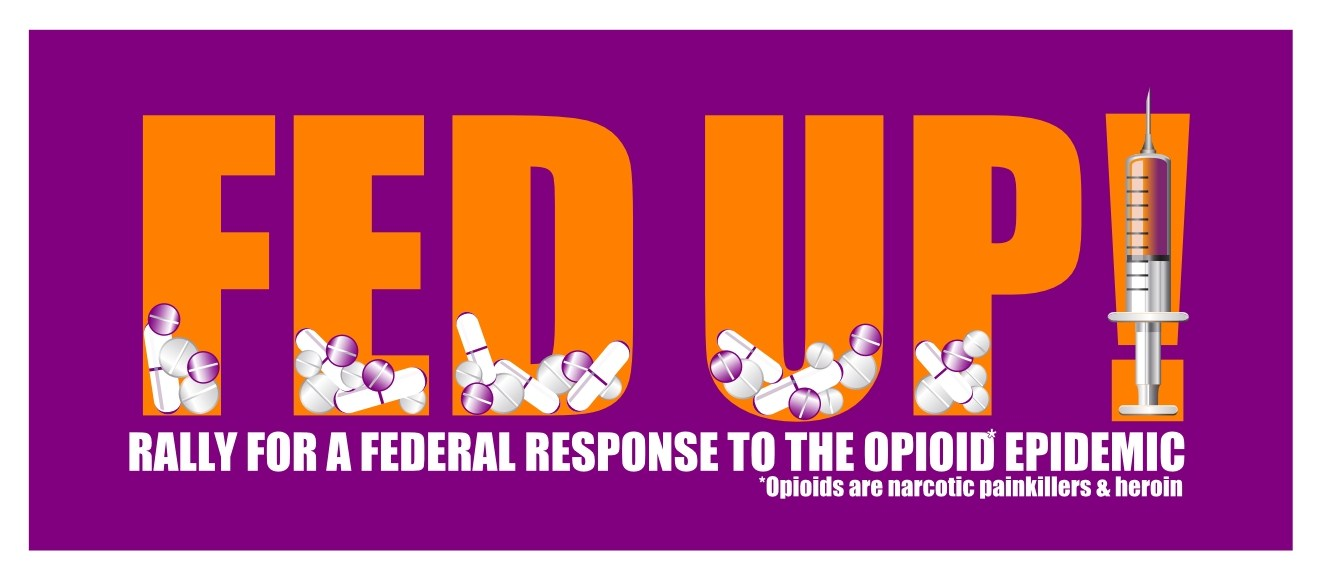 FED UP!
RALLY FOR A FEDERAL RESPONSE TO THE OPIOID* EPIDEMIC
*Opioids are narcotic painkillers & heroin